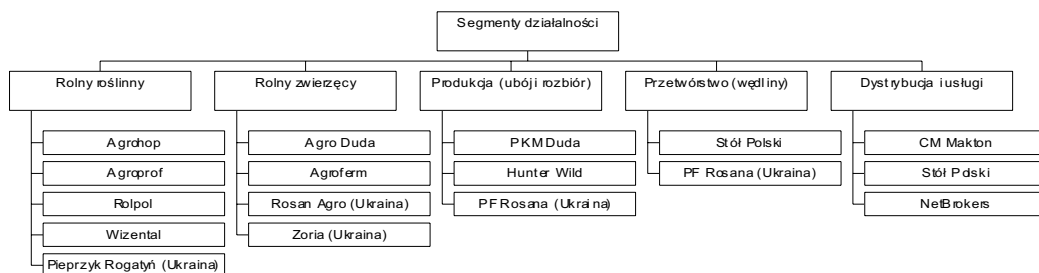 Segmenty działalności
Rolny roślinny
Rolny zwierzęcy
Produkcja (ubój i rozbiór)
Przetwórstwo (wędliny)
Dystrybucja i usługi
Agrohop
Agro Duda
PKM Duda
Stół Polski
CM Makton
Agroprof
Agroferm
Hunter Wild
PF Rosana (Ukraina)
Stół Polski
Rolpol
Rosan Agro (Ukraina)
PF Rosana (Ukraina)
NetBrokers
Wizental
Zoria (Ukraina)
Pieprzyk Rogatyń (Ukraina)